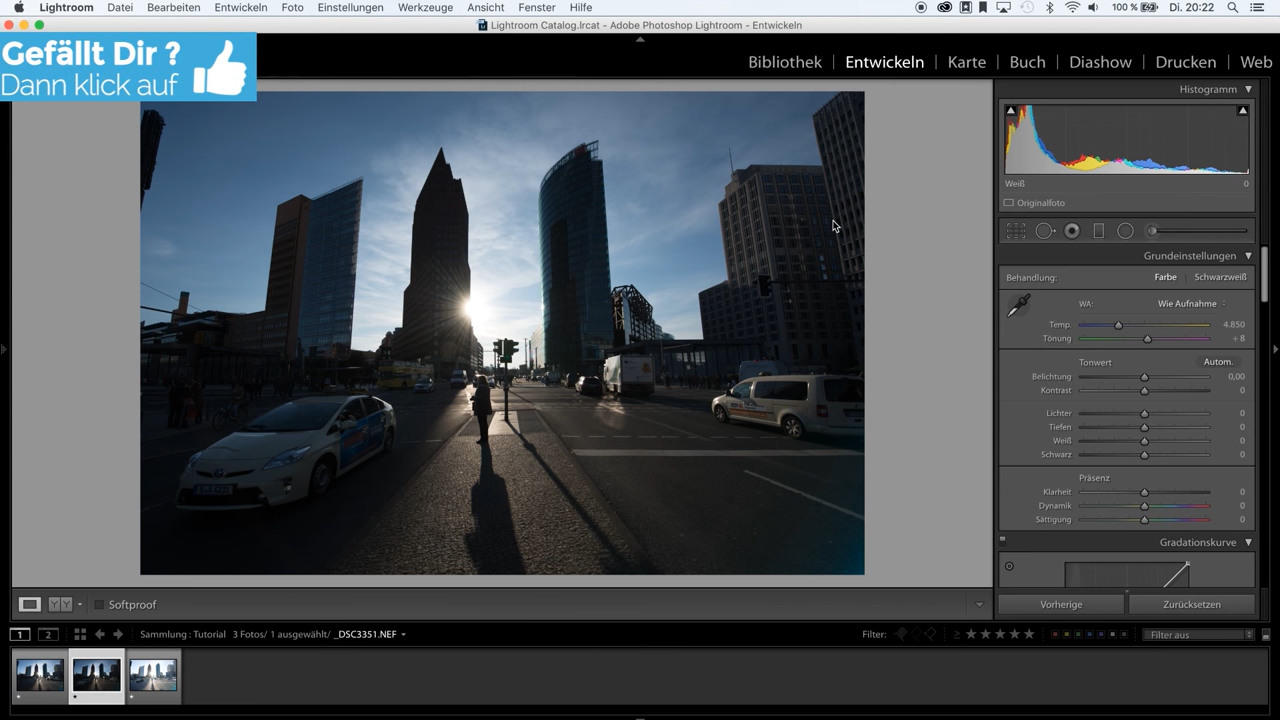 Lightroom Datei Bearbeiten Entwickeln Foto Einstellungen Werkzeuge Ansicht Fenster Hilfe 100 % Di. 20:22
Lightroom Catalog.lrcat - Adobe Photoshop Lightroom - Entwickeln
Gefällt Dir ?
Dann klick auf
Bibliothek | Entwickeln | Karte | Buch | Diashow | Drucken | Web
Histogramm
Weiß 0
Originalfoto
Grundeinstellungen
Behandlung: Farbe | Schwarzweiß
WA: Wie Aufnahme
Temp. 4.850
Tönung + 8
Tonwert Autom.
Belichtung 0,00
Kontrast 0
Lichter 0
Tiefen 0
Weiß 0
Schwarz 0
Präsenz
Klarheit 0
Dynamik 0
Sättigung 0
Gradationskurve
Y Y Softproof
Vorherige Zurücksetzen
1 2 Sammlung : Tutorial 3 Fotos/ 1 ausgewählt/ _DSC3351.NEF Filter: Filter aus